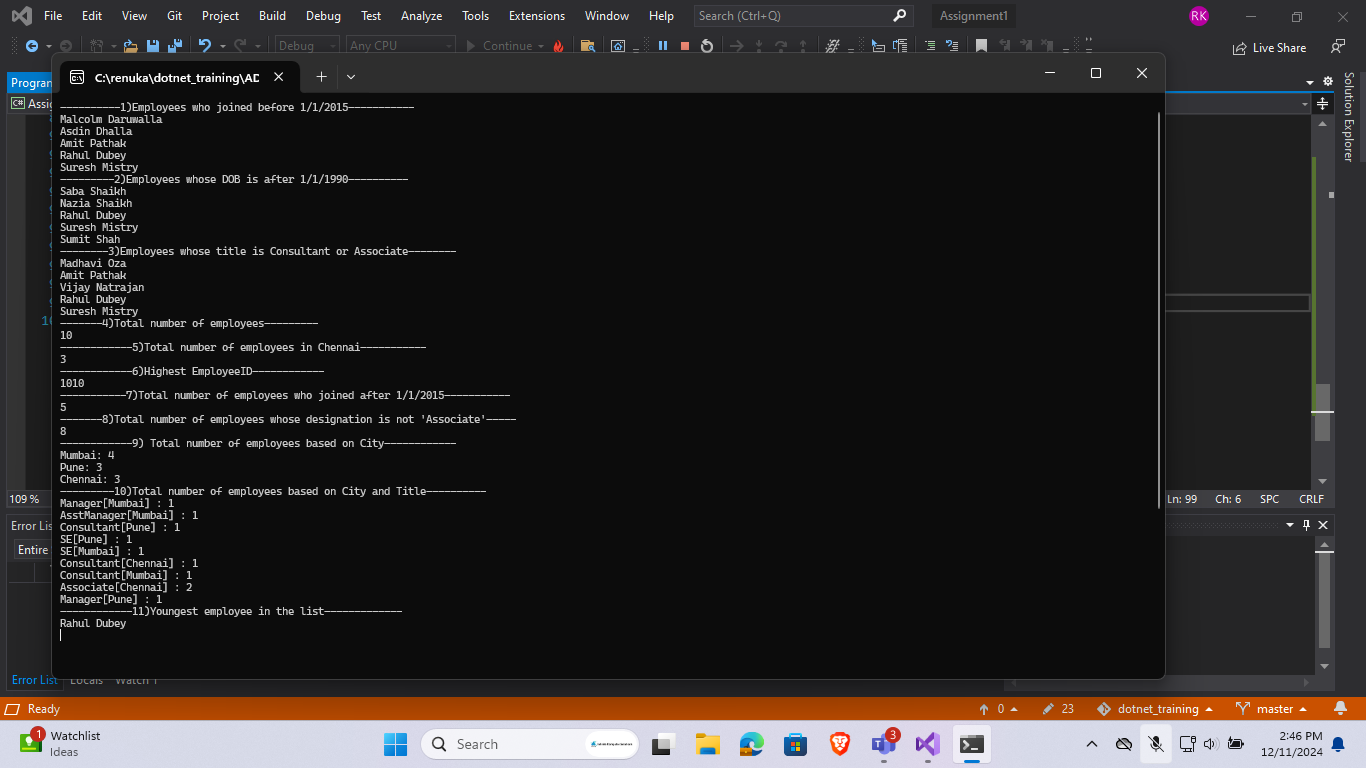 File Edit View Git Project Build Debug Test Analyze Tools Extensions Window Help Search (Ctrl+Q) Assignment1 RK
Debug Any CPU Continue Live Share
C:\renuka\dotnet_training\AD
Program
C# Assig
Solution Explorer
----------1)Employees who joined before 1/1/2015-----------
Malcolm Daruwalla
Asdin Dhalla
Amit Pathak
Rahul Dubey
Suresh Mistry
---------2)Employees whose DOB is after 1/1/1990----------
Saba Shaikh
Nazia Shaikh
Rahul Dubey
Suresh Mistry
Sumit Shah
--------3)Employees whose title is Consultant or Associate--------
Madhavi Oza
Amit Pathak
Vijay Natrajan
Rahul Dubey
Suresh Mistry
-------4)Total number of employees---------
10
------------5)Total number of employees in Chennai-----------
3
------------6)Highest EmployeeID------------
1010
-----------7)Total number of employees who joined after 1/1/2015-----------
5
-------8)Total number of employees whose designation is not 'Associate'-----
8
------------9) Total number of employees based on City------------
Mumbai: 4
Pune: 3
Chennai: 3
---------10)Total number of employees based on City and Title----------
Manager[Mumbai] : 1
AsstManager[Mumbai] : 1
Consultant[Pune] : 1
SE[Pune] : 1
SE[Mumbai] : 1
Consultant[Chennai] : 1
Consultant[Mumbai] : 1
Associate[Chennai] : 2
Manager[Pune] : 1
------------11)Youngest employee in the list-------------
Rahul Dubey
109 % Ln: 99 Ch: 6 SPC CRLF
Error Lis
Entire
Error List Locals Watch 1
Ready 0 23 dotnet_training master
1 Watchlist
Ideas
Search
3
2:46 PM
12/11/2024